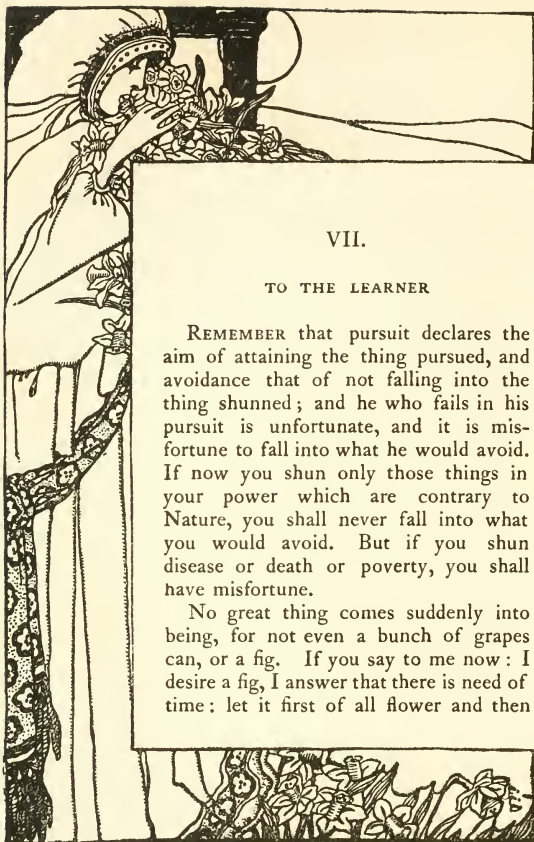 VII.
TO THE LEARNER
REMEMBER that pursuit declares the
aim of attaining the thing pursued, and
avoidance that of not falling into the
thing shunned ; and he who fails in his
pursuit is unfortunate, and it is mis-
fortune to fall into what he would avoid.
If now you shun only those things in
your power which are contrary to
Nature, you shall never fall into what
you would avoid. But if you shun
disease or death or poverty, you shall
have misfortune.
No great thing comes suddenly into
being, for not even a bunch of grapes
can, or a fig. If you say to me now : I
desire a fig, I answer that there is need of
time : let it first of all flower and then